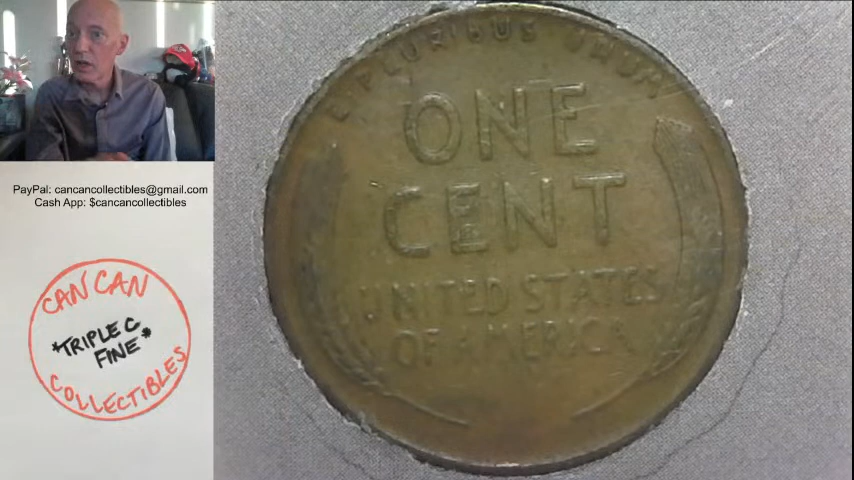 PayPal: cancancollectibles@gmail.com
Cash App: $cancancollectibles
CAN CAN
*TRIPLE C
FINE*
COLLECTIBLES
E PLURIBUS UNUM
ONE
CENT
UNITED STATES
OF AMERICA